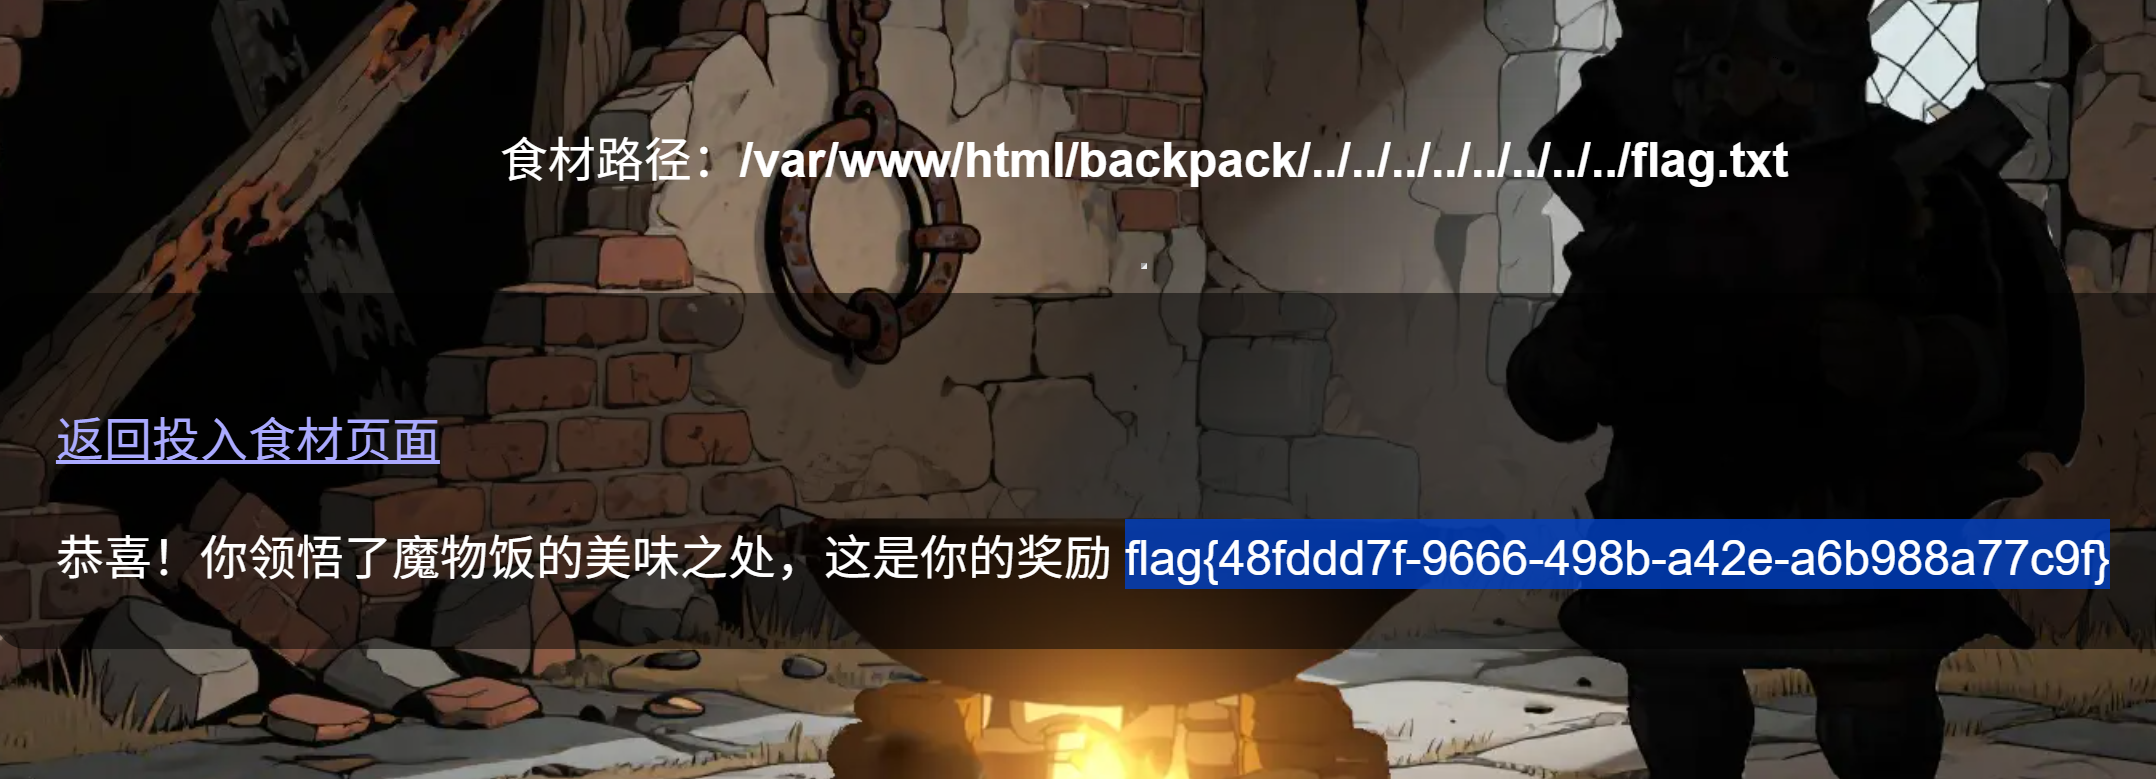 食材路径：/var/www/html/backpack/../../../../../../../../flag.txt
返回投入食材页面
恭喜！你领悟了魔物饭的美味之处，这是你的奖励 flag{48fddd7f-9666-498b-a42e-a6b988a77c9f}